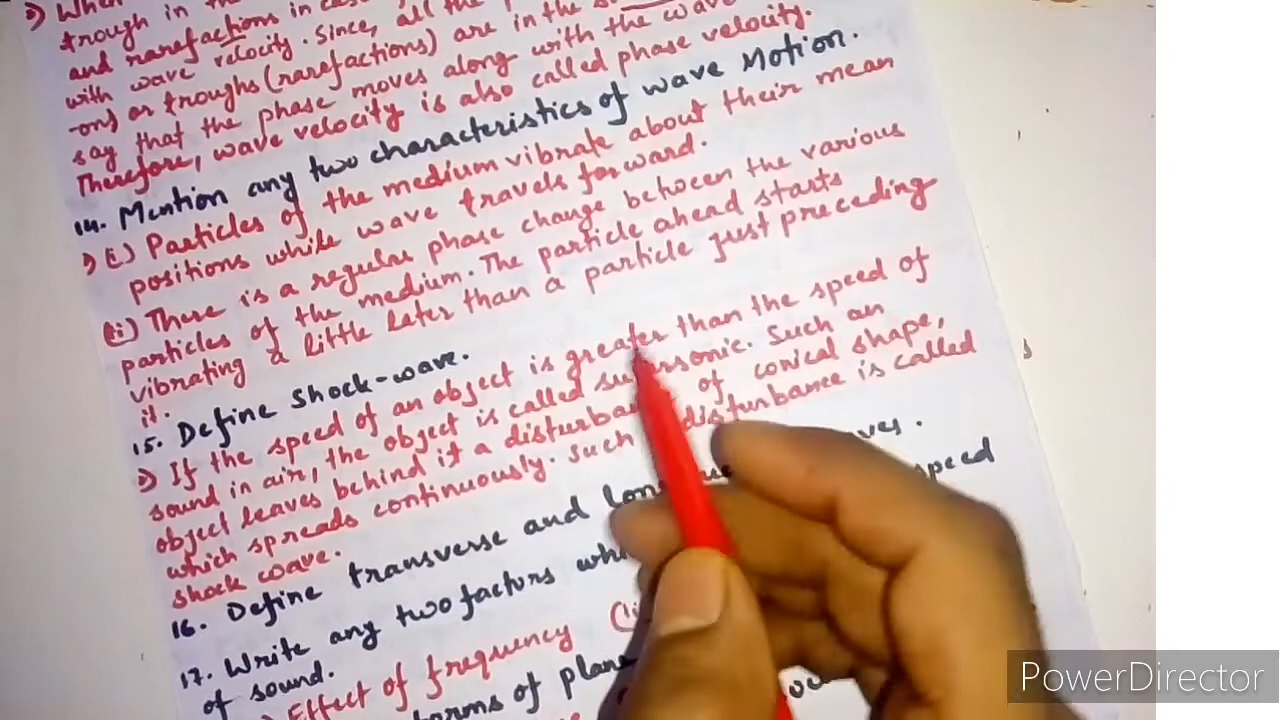 ) When
trough in the
and rarefaction in case
with wave velocity. Since, all the
-on) or troughs (rarefactions) are in the
say that the phase moves along with the wave
Therefore, wave velocity is also called phase velocity.
14. Mention any two characteristics of wave Motion.
) (i) Particles of the medium vibrate about their mean
positions while wave travels forward.
(ii) There is a regular phase change between the various
particles of the medium. The particle ahead starts
vibrating a little later than a particle just preceding
it.
15. Define Shock-wave.
) If the speed of an object is greater than the speed of
sound in air, the object is called supersonic. Such an
object leaves behind it a disturbance of conical shape,
which spreads continuously. Such disturbance is called
shock wave.
16. Define transverse and
17. Write any two factors speed
of sound.
) Effect of frequency
of plane
PowerDirector